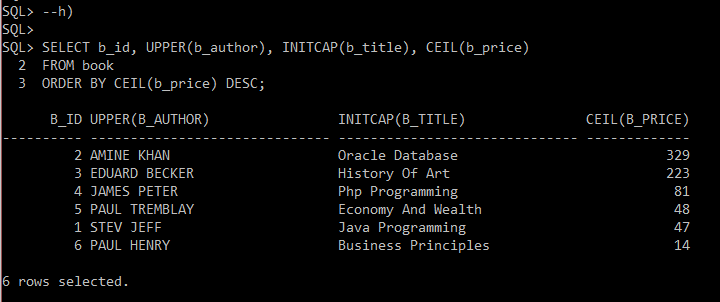 SQL> --h)
SQL>
SQL> SELECT b_id, UPPER(b_author), INITCAP(b_title), CEIL(b_price)
  2  FROM book
  3  ORDER BY CEIL(b_price) DESC;

      B_ID UPPER(B_AUTHOR)                INITCAP(B_TITLE)               CEIL(B_PRICE)
---------- ------------------------------ ------------------------------ -------------
         2 AMINE KHAN                     Oracle Database                          329
         3 EDUARD BECKER                  History Of Art                           223
         4 JAMES PETER                    Php Programming                           81
         5 PAUL TREMBLAY                  Economy And Wealth                        48
         1 STEV JEFF                      Java Programming                          47
         6 PAUL HENRY                     Business Principles                       14

6 rows selected.